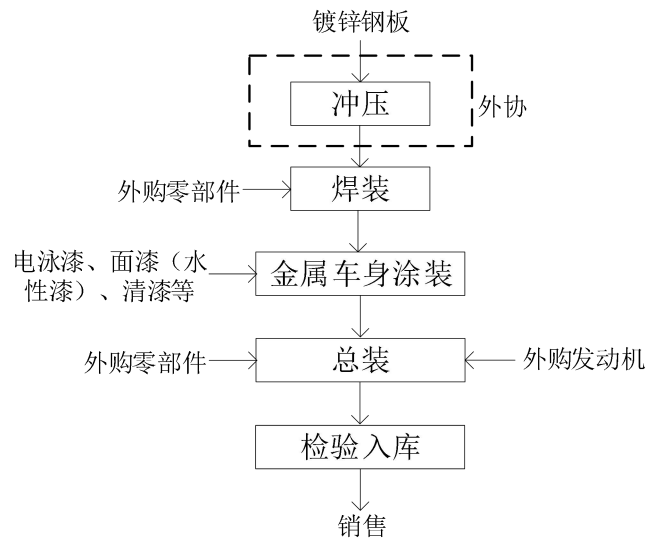 镀锌钢板
冲压
外协
外购零部件
焊装
电泳漆、面漆（水
性漆）、清漆等
金属车身涂装
外购零部件
总装
外购发动机
检验入库
销售